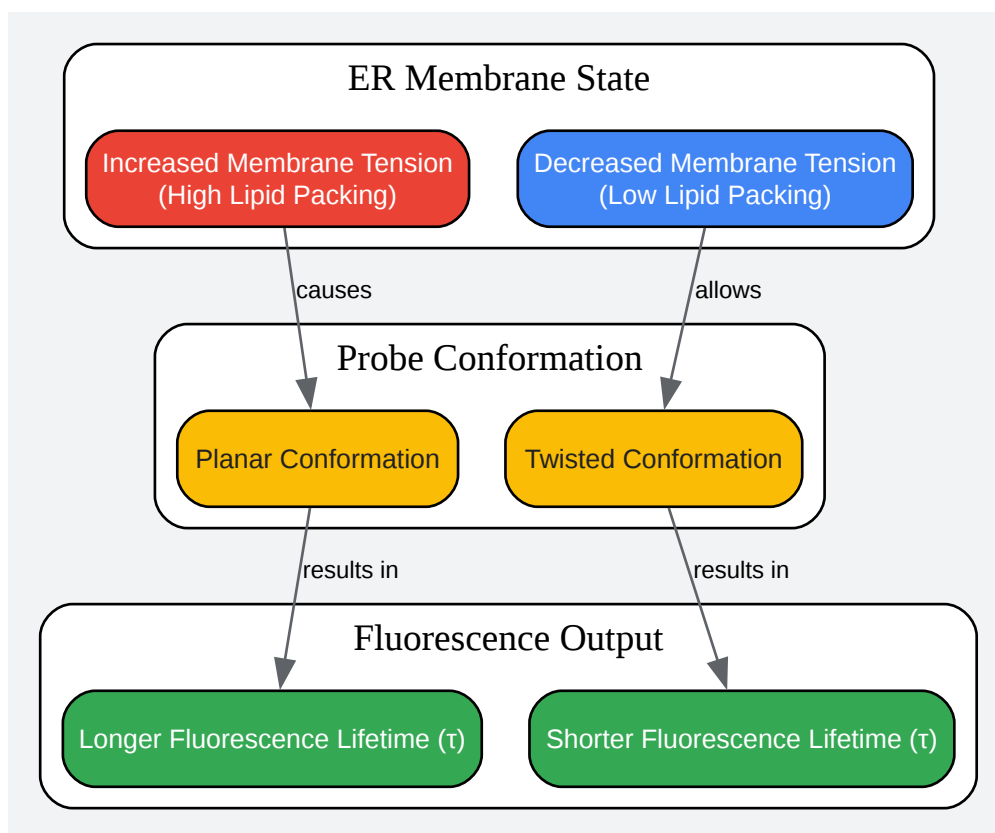 ER Membrane State
Increased Membrane Tension
(High Lipid Packing)
Decreased Membrane Tension
(Low Lipid Packing)
causes
allows
Probe Conformation
Planar Conformation
Twisted Conformation
results in
results in
Fluorescence Output
Longer Fluorescence Lifetime (τ)
Shorter Fluorescence Lifetime (τ)